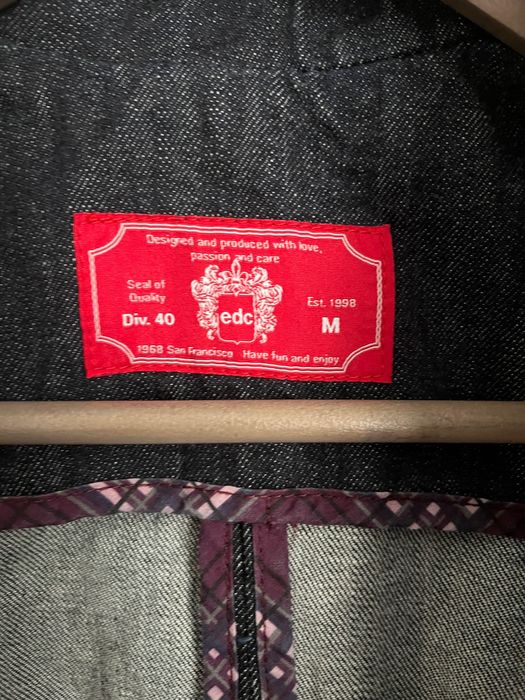 Designed and produced with love,
passion and care
Seal of
Quality
Div. 40
edc
Est. 1998
M
1968 San Francisco Have fun and enjoy